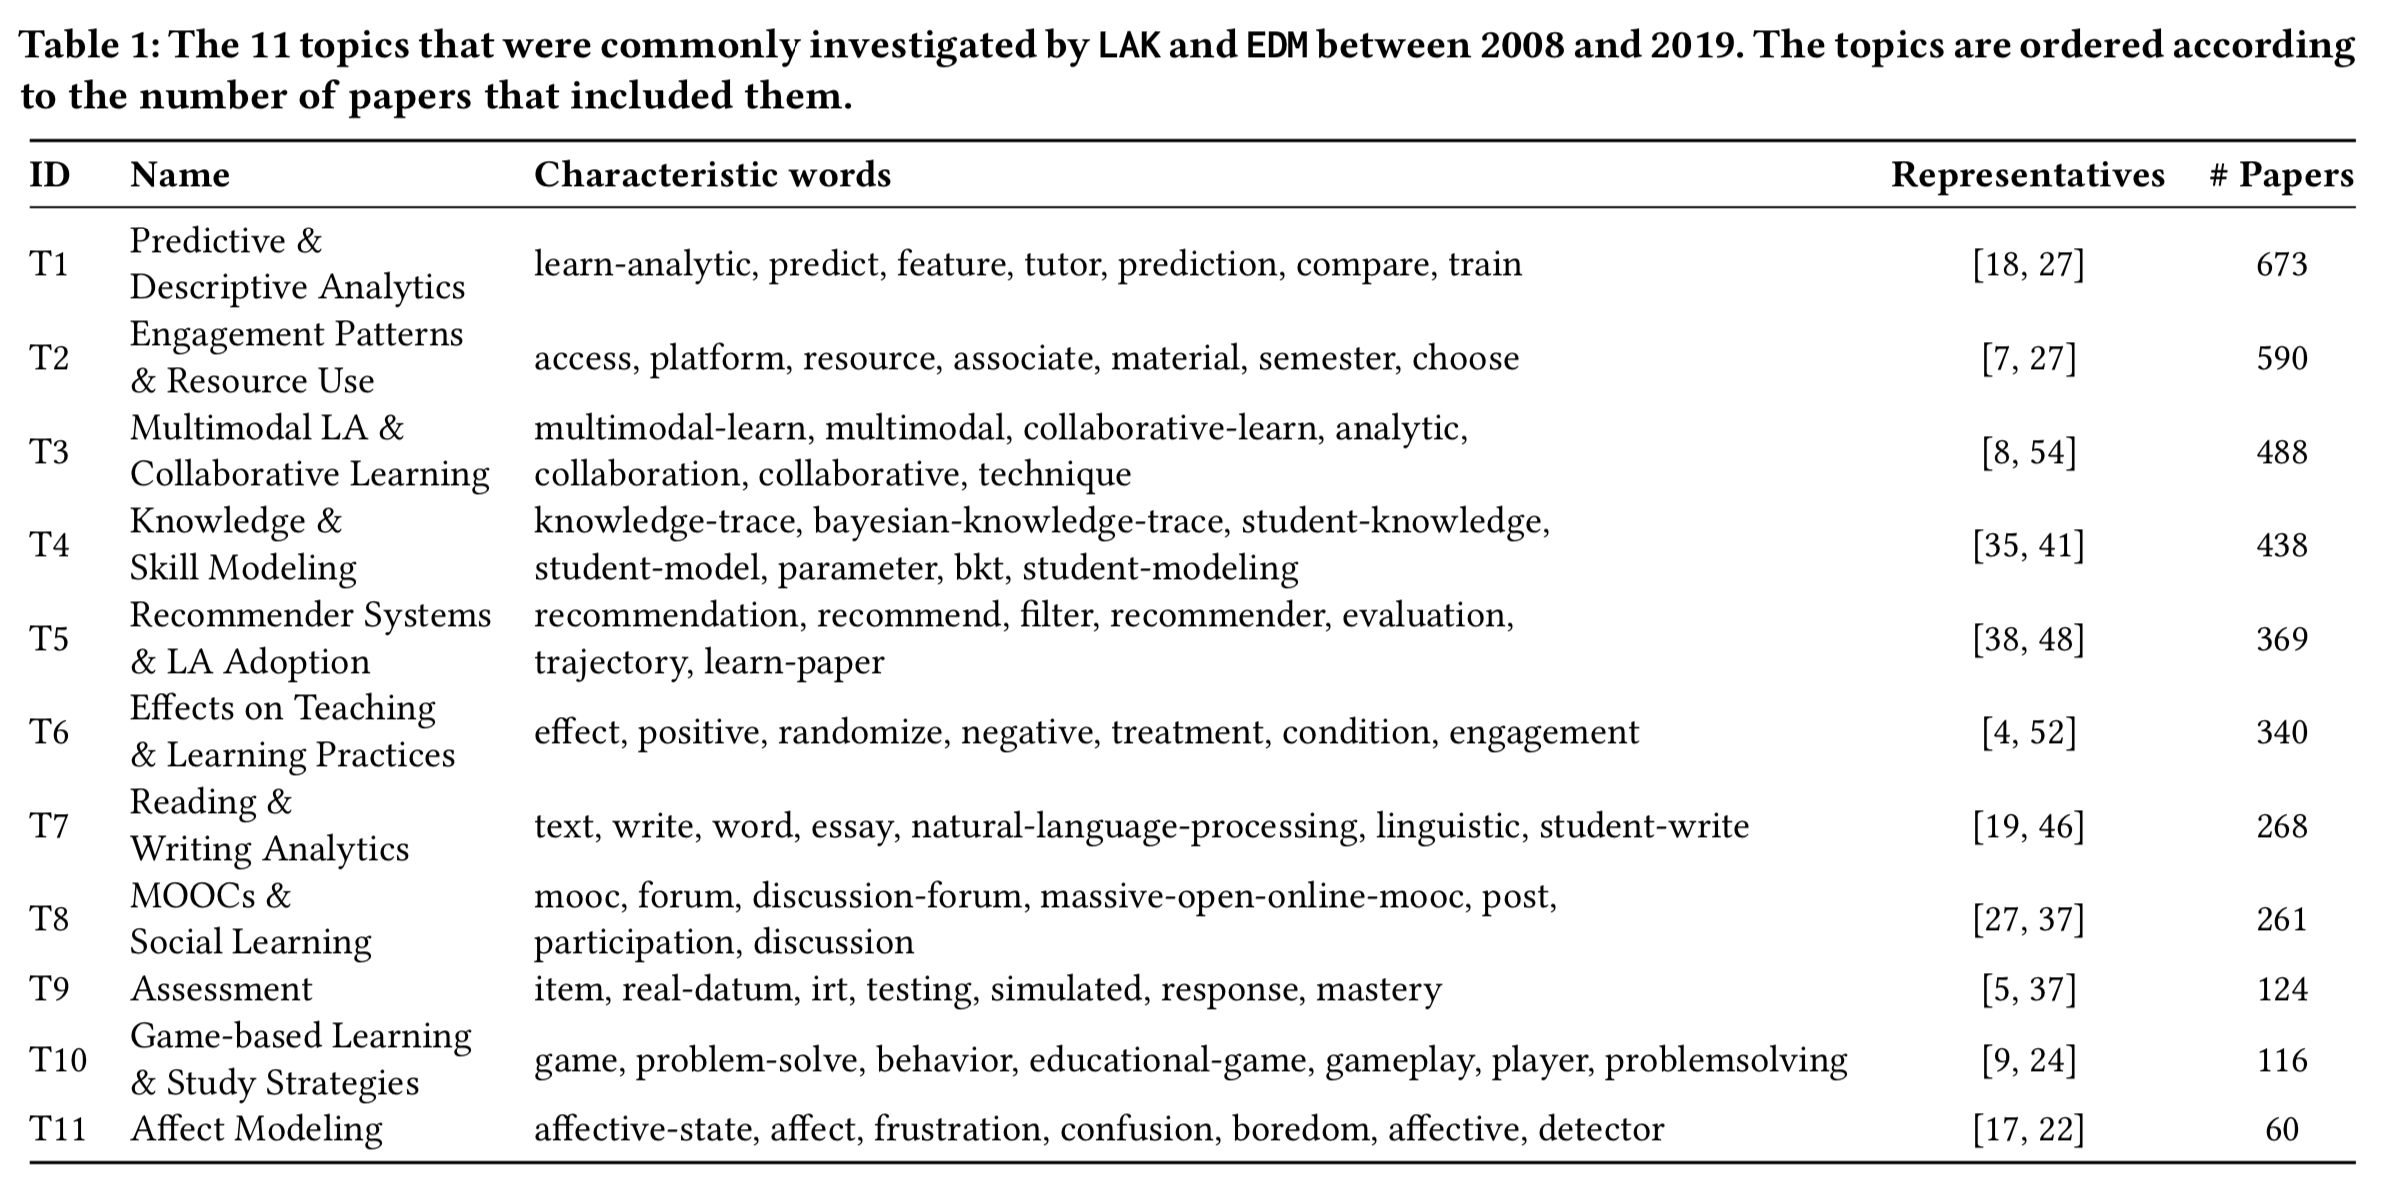 Table 1: The 11 topics that were commonly investigated by LAK and EDM between 2008 and 2019. The topics are ordered according
to the number of papers that included them.
ID Name Characteristic words Representatives # Papers
T1 Predictive & Descriptive Analytics learn-analytic, predict, feature, tutor, prediction, compare, train [18, 27] 673
T2 Engagement Patterns & Resource Use access, platform, resource, associate, material, semester, choose [7, 27] 590
T3 Multimodal LA & Collaborative Learning multimodal-learn, multimodal, collaborative-learn, analytic, collaboration, collaborative, technique [8, 54] 488
T4 Knowledge & Skill Modeling knowledge-trace, bayesian-knowledge-trace, student-knowledge, student-model, parameter, bkt, student-modeling [35, 41] 438
T5 Recommender Systems & LA Adoption recommendation, recommend, filter, recommender, evaluation, trajectory, learn-paper [38, 48] 369
T6 Effects on Teaching & Learning Practices effect, positive, randomize, negative, treatment, condition, engagement [4, 52] 340
T7 Reading & Writing Analytics text, write, word, essay, natural-language-processing, linguistic, student-write [19, 46] 268
T8 MOOCs & Social Learning mooc, forum, discussion-forum, massive-open-online-mooc, post, participation, discussion [27, 37] 261
T9 Assessment item, real-datum, irt, testing, simulated, response, mastery [5, 37] 124
T10 Game-based Learning & Study Strategies game, problem-solve, behavior, educational-game, gameplay, player, problemsolving [9, 24] 116
T11 Affect Modeling affective-state, affect, frustration, confusion, boredom, affective, detector [17, 22] 60